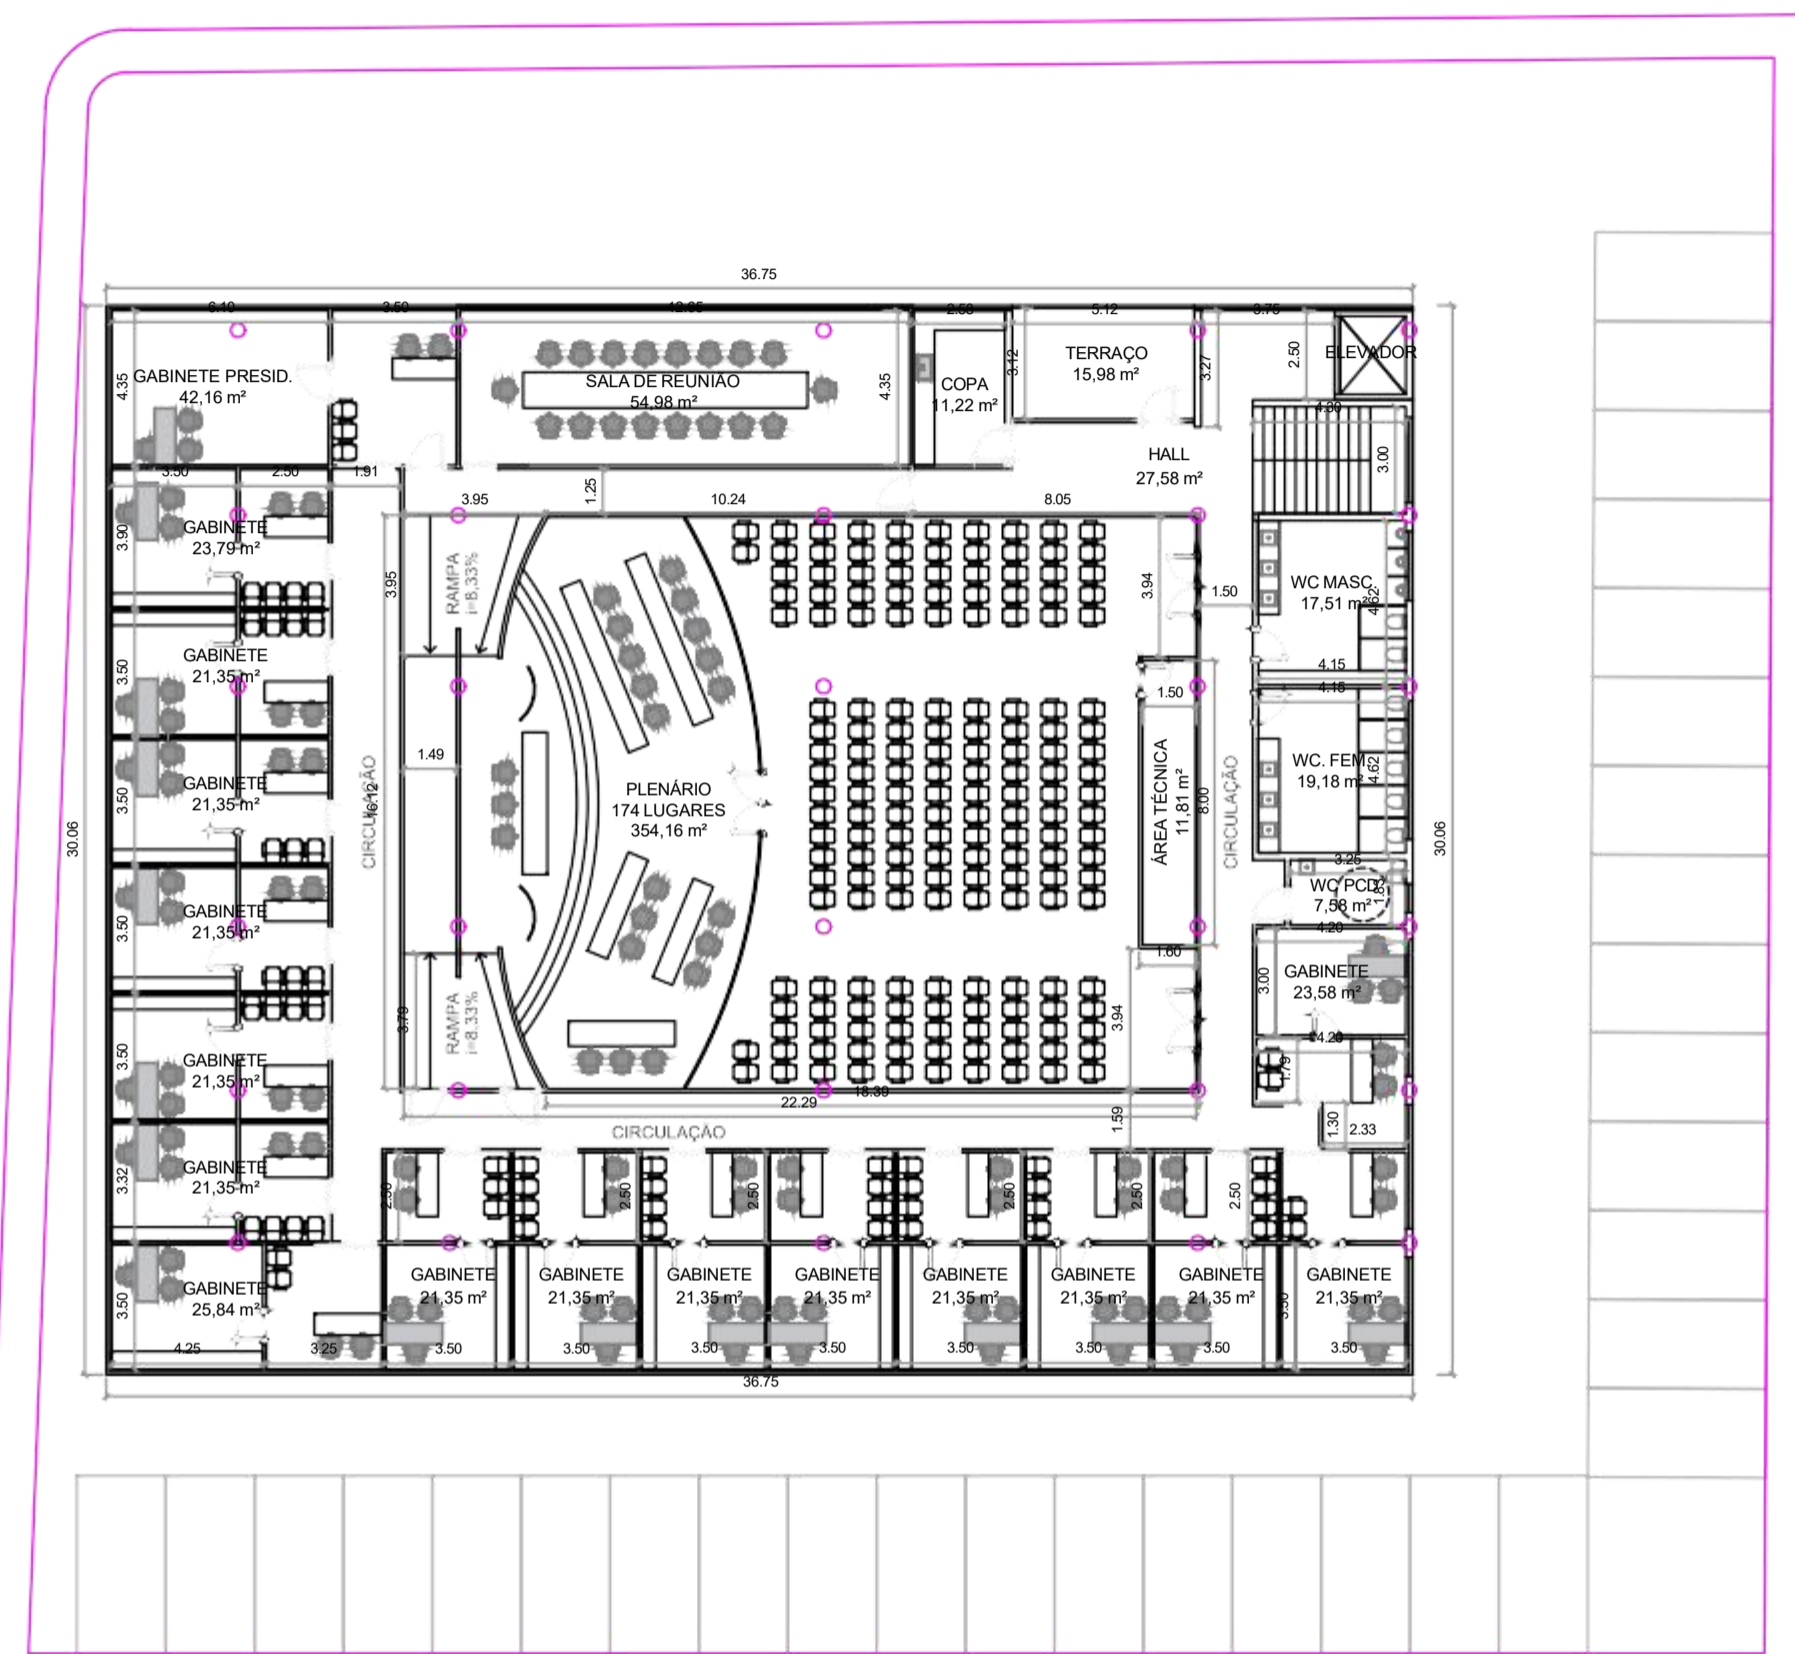 36.75
6.10
3.50
12.65
2.58
5.12
3.75
GABINETE PRESID.
42,16 m²
4.35
SALA DE REUNIÃO
54,98 m²
4.35
COPA
11,22 m²
3.12
TERRAÇO
15,98 m²
3.27
2.50
ELEVADOR
4.30
3.00
HALL
27,58 m²
3.50
2.50
1.91
3.95
1.25
10.24
8.05
GABINETE
23,79 m²
3.90
3.95
RAMPA
i=8,33%
3.94
1.50
WC MASC.
17,51 m²
4.62
4.15
4.15
GABINETE
21,35 m²
3.50
1.50
1.49
CIRCULAÇÃO
16.12
GABINETE
21,35 m²
3.50
PLENÁRIO
174 LUGARES
354,16 m²
ÁREA TÉCNICA
11,81 m²
8.00
CIRCULAÇÃO
WC. FEM.
19,18 m²
4.62
30.06
30.06
3.25
WC PCD
7,58 m²
4.20
GABINETE
21,35 m²
3.50
1.60
3.00
GABINETE
23,58 m²
4.20
3.79
RAMPA
i=8.33%
3.94
GABINETE
21,35 m²
3.50
1.79
18.39
22.29
1.59
1.30
2.33
CIRCULAÇÃO
GABINETE
21,35 m²
3.32
2.50
2.50
2.50
2.50
2.50
2.50
GABINETE
25,84 m²
3.50
GABINETE
21,35 m²
GABINETE
21,35 m²
GABINETE
21,35 m²
GABINETE
21,35 m²
GABINETE
21,35 m²
GABINETE
21,35 m²
GABINETE
21,35 m²
GABINETE
21,35 m²
3.50
4.25
3.25
3.50
3.50
3.50
3.50
3.50
3.50
3.50
3.50
36.75